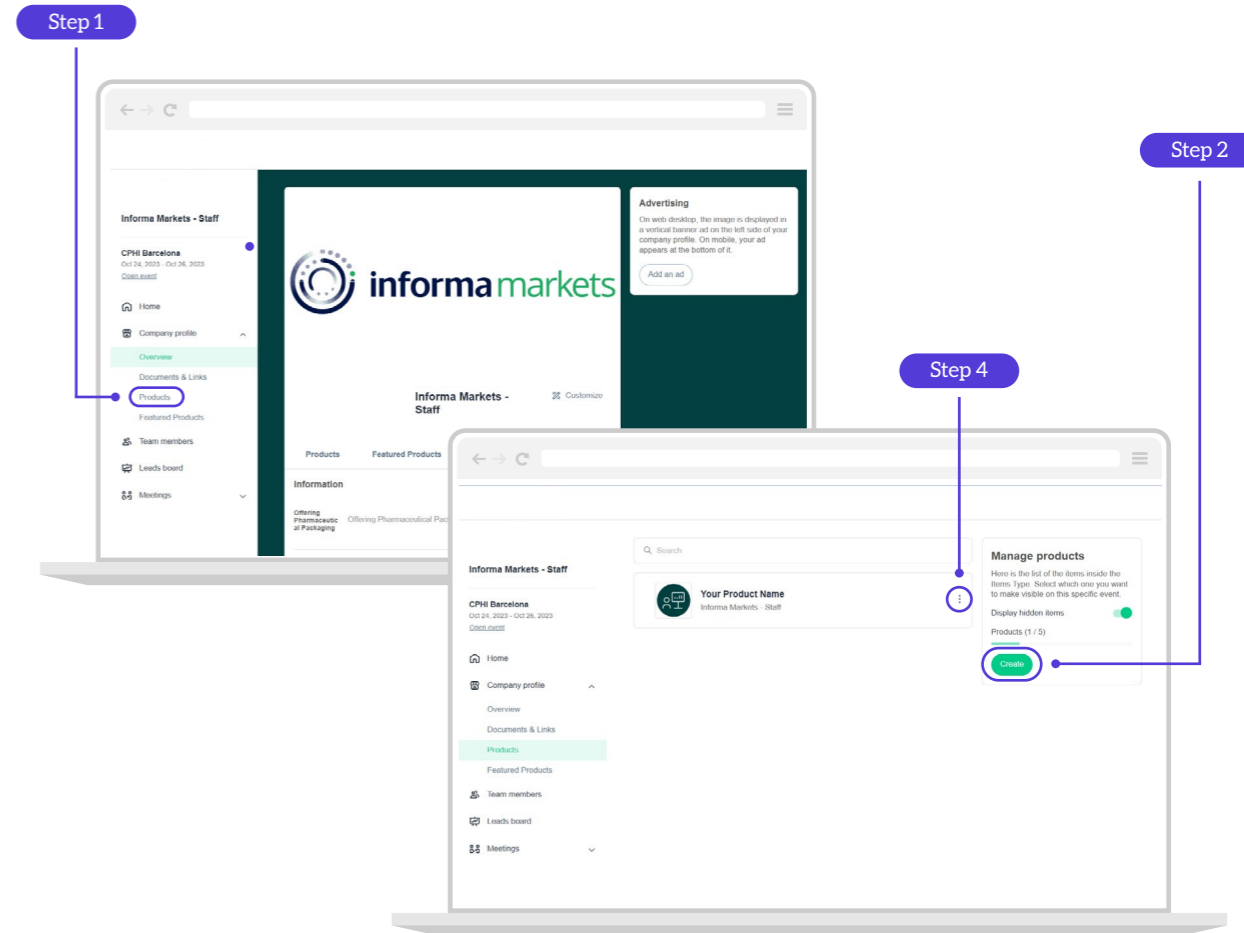 Step 1
Step 2
Informa Markets - Staff
CPHI Barcelona
Oct 24, 2023 - Oct 26, 2023
Open event
Home
Company profile
Overview
Documents & Links
Products
Featured Products
Team members
Leads board
Meetings
informa markets
Informa Markets -
Staff
Customize
Products
Featured Products
Information
Offering
Pharmaceutic
al Packaging
Offering Pharmaceutical Pac
Advertising
On web desktop, the image is displayed in
a vertical banner ad on the left side of your
company profile. On mobile, your ad
appears at the bottom of it.
Add an ad
Step 4
Informa Markets - Staff
CPHI Barcelona
Oct 24, 2023 - Oct 26, 2023
Open event
Home
Company profile
Overview
Documents & Links
Products
Featured Products
Team members
Leads board
Meetings
Search
Your Product Name
Informa Markets - Staff
Manage products
Here is the list of the items inside the
Items Type. Select which one you want
to make visible on this specific event.
Display hidden items
Products (1 / 5)
Create